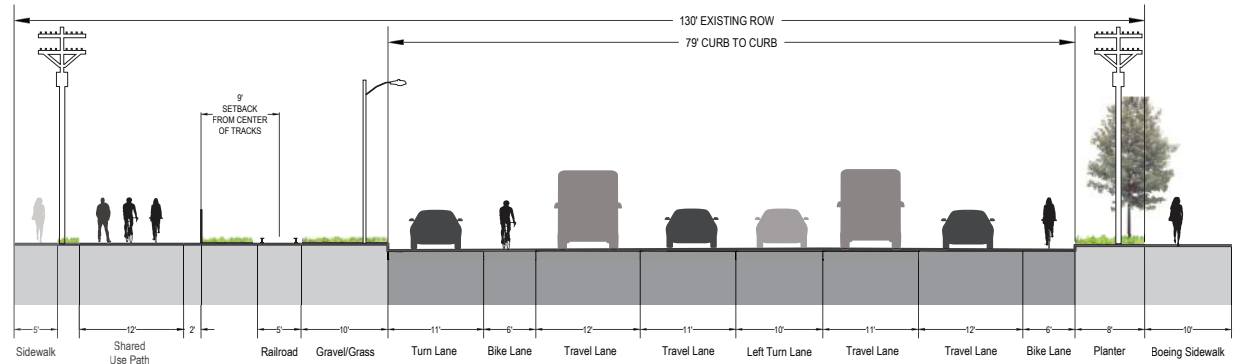 130' EXISTING ROW
79' CURB TO CURB
9'
SETBACK
FROM CENTER
OF TRACKS
5' 12' 2' 5' 10' 11' 6' 12' 11' 10' 11' 12' 6' 8' 10'
Sidewalk Shared Railroad Gravel/Grass Turn Lane Bike Lane Travel Lane Travel Lane Left Turn Lane Travel Lane Travel Lane Bike Lane Planter Boeing Sidewalk
Use Path